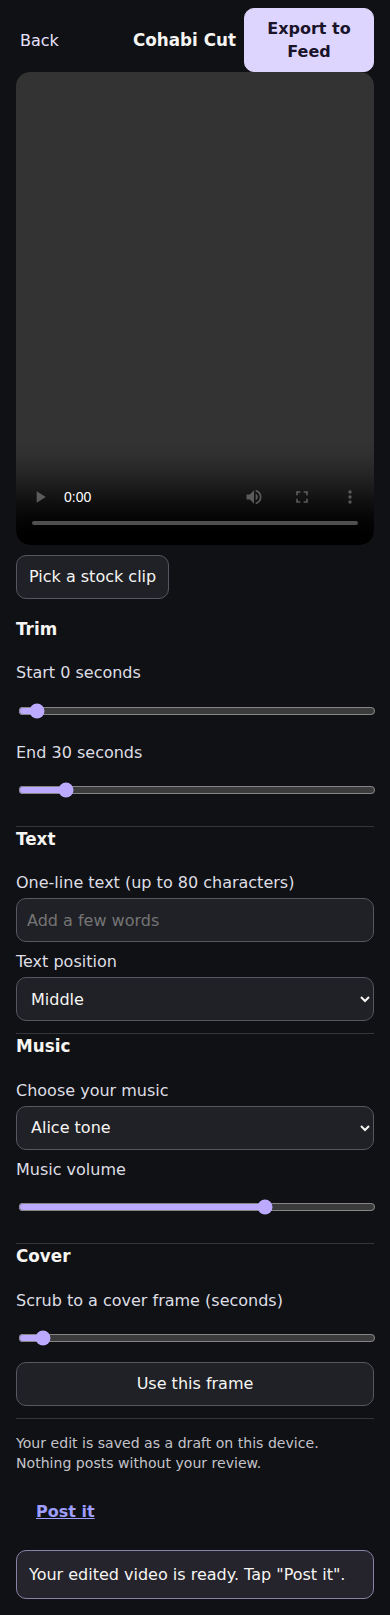 Back
Cohabi Cut
Export to
Feed
0:00
Pick a stock clip
Trim
Start 0 seconds
End 30 seconds
Text
One-line text (up to 80 characters)
Add a few words
Text position
Middle
Music
Choose your music
Alice tone
Music volume
Cover
Scrub to a cover frame (seconds)
Use this frame
Your edit is saved as a draft on this device.
Nothing posts without your review.
Post it
Your edited video is ready. Tap "Post it".